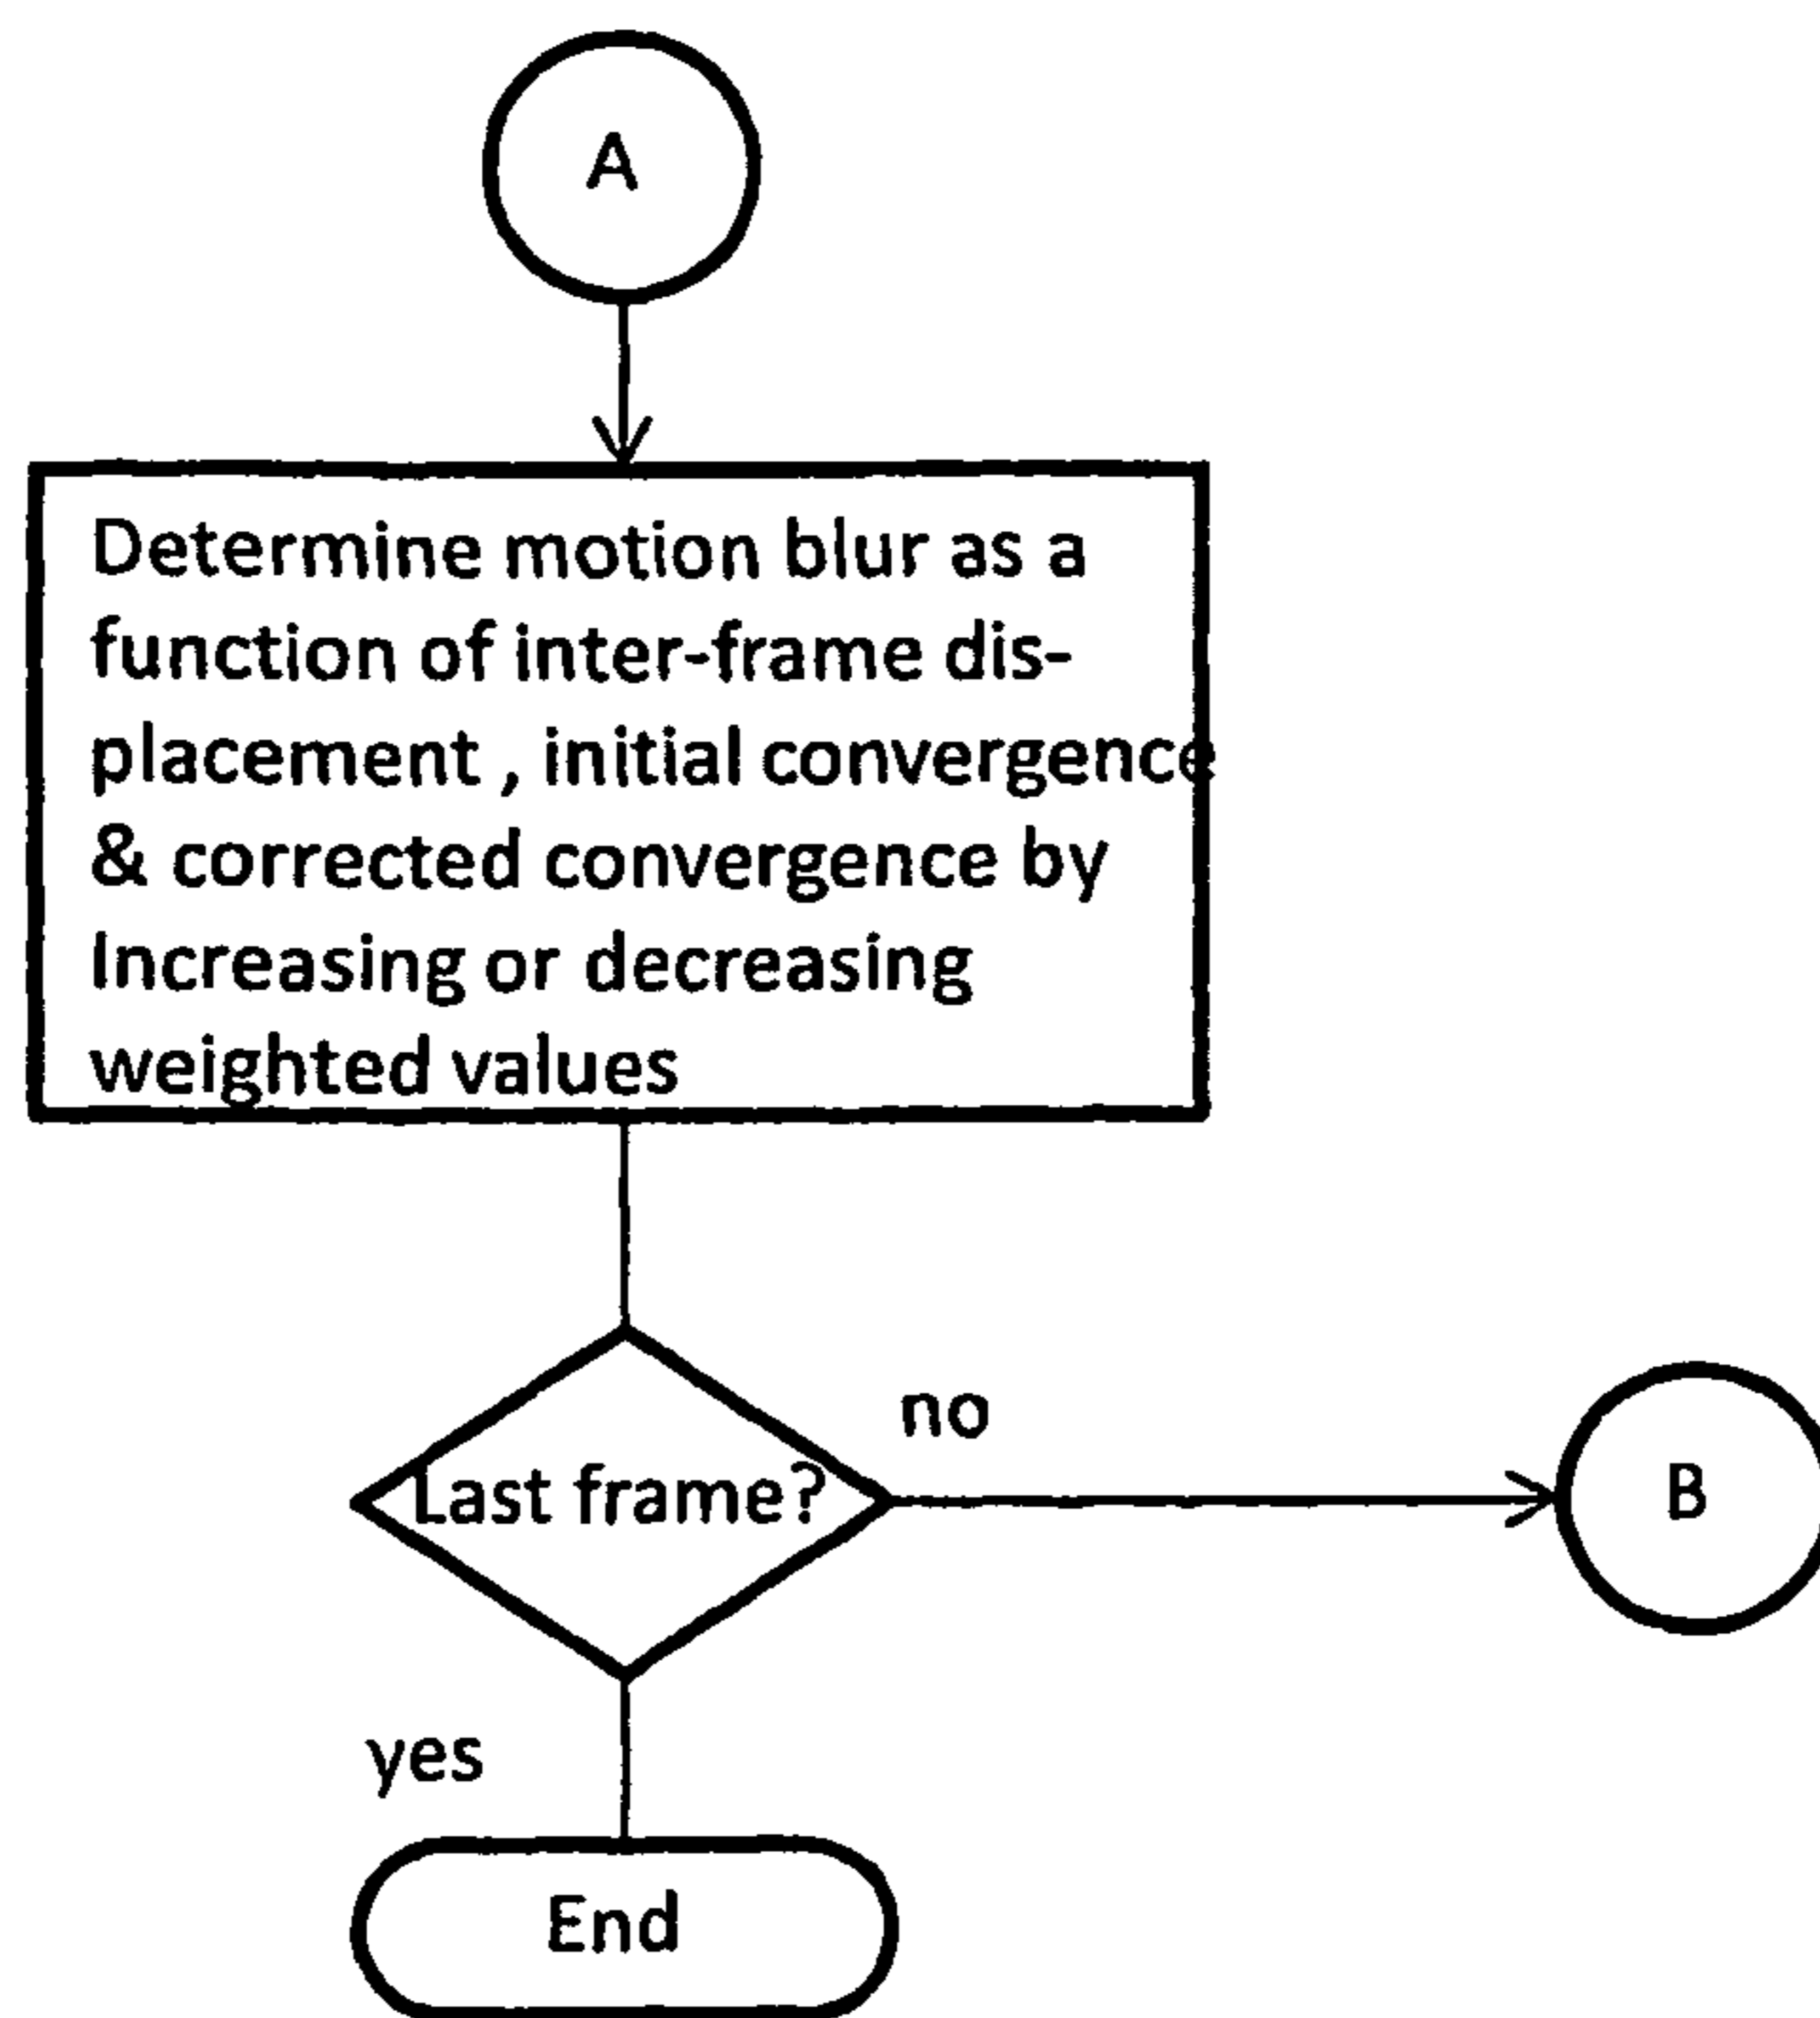 A
Determine motion blur as a
function of inter-frame dis-
placement , initial convergence
& corrected convergence by
Increasing or decreasing
weighted values
no
Last frame?
B
yes
End